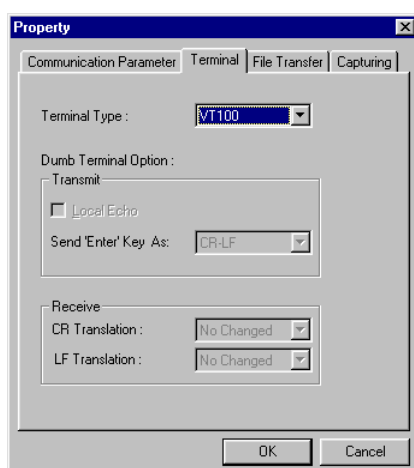 Property
Communication Parameter Terminal File Transfer Capturing
Terminal Type : VT100
Dumb Terminal Option :
Transmit
Local Echo
Send 'Enter' Key As: CR-LF
Receive
CR Translation : No Changed
LF Translation : No Changed
OK Cancel